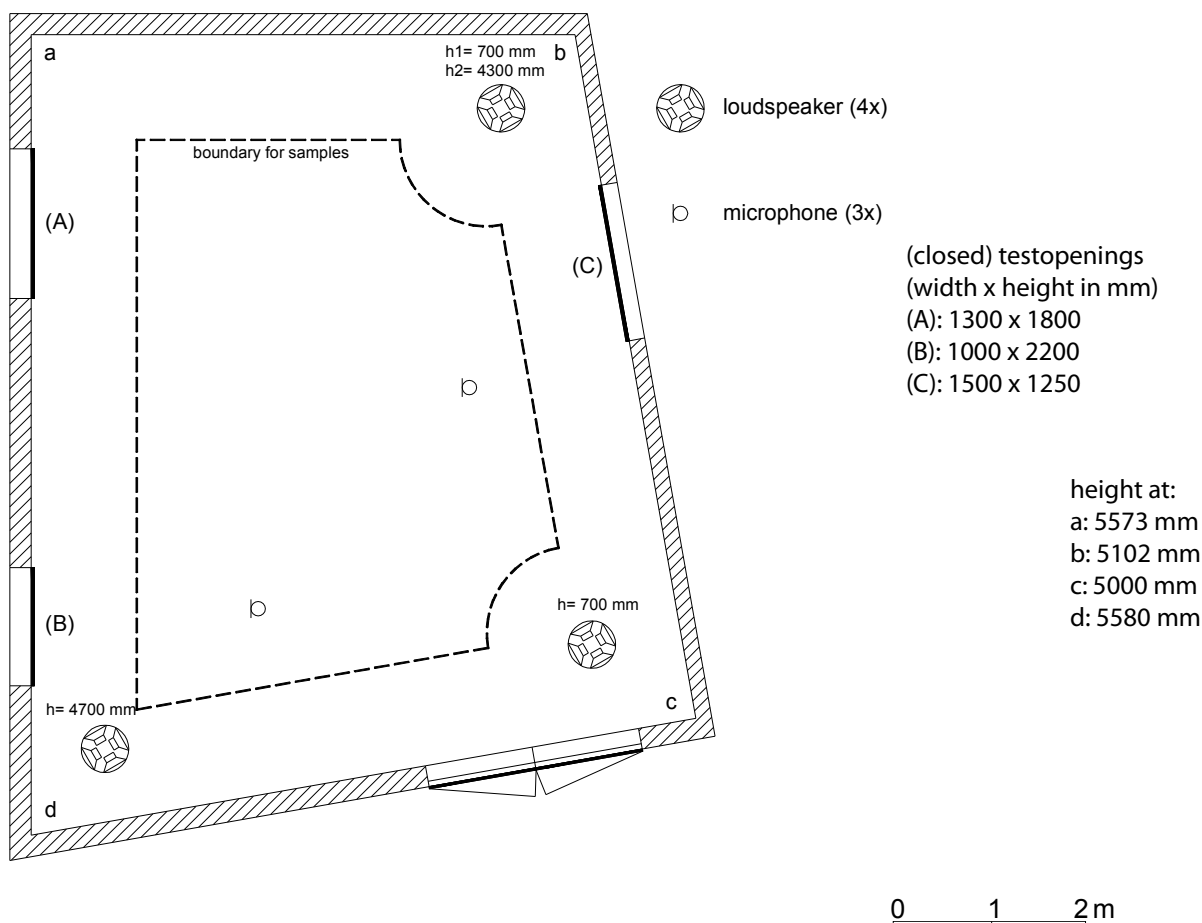 a
b
h1= 700 mm
h2= 4300 mm
loudspeaker (4x)
boundary for samples
(A)
microphone (3x)
(C)
(closed) testopenings
(width x height in mm)
(A): 1300 x 1800
(B): 1000 x 2200
(C): 1500 x 1250
height at:
a: 5573 mm
b: 5102 mm
c: 5000 mm
d: 5580 mm
h= 700 mm
(B)
c
h= 4700 mm
d
0 1 2 m